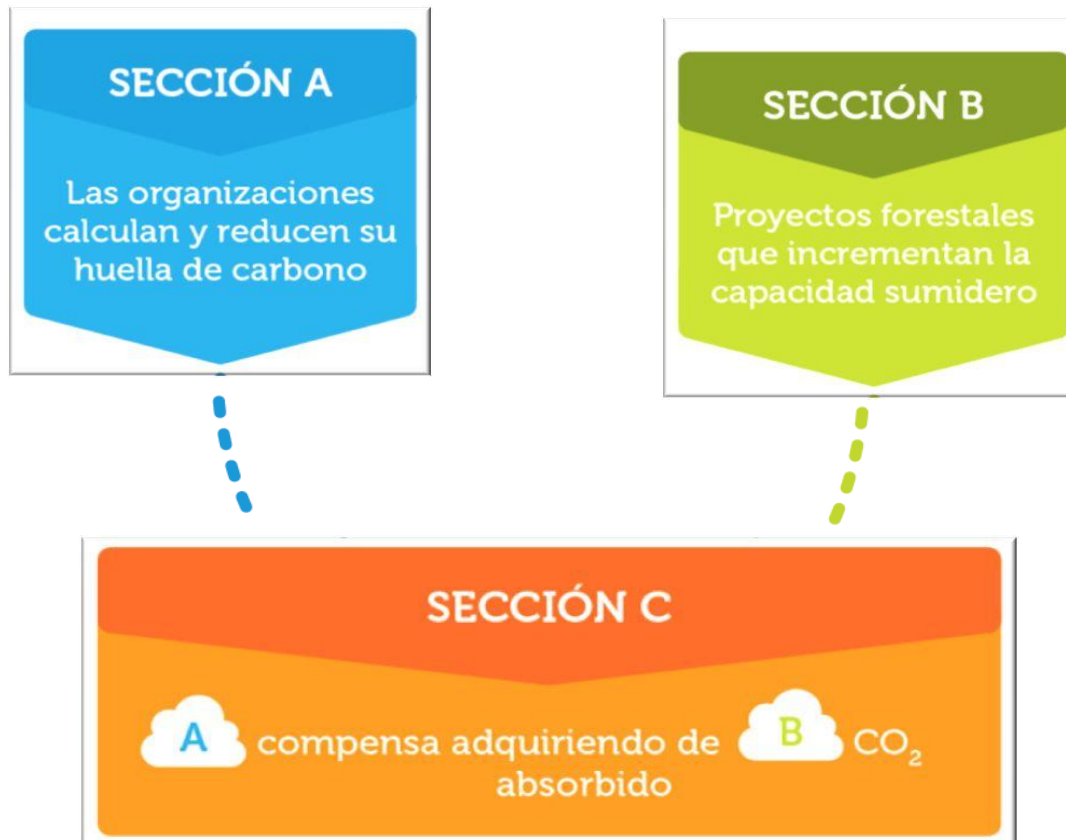 SECCIÓN A
Las organizaciones
calculan y reducen su
huella de carbono
SECCIÓN B
Proyectos forestales
que incrementan la
capacidad sumidero
SECCIÓN C
A compensa adquiriendo de B CO₂
absorbido